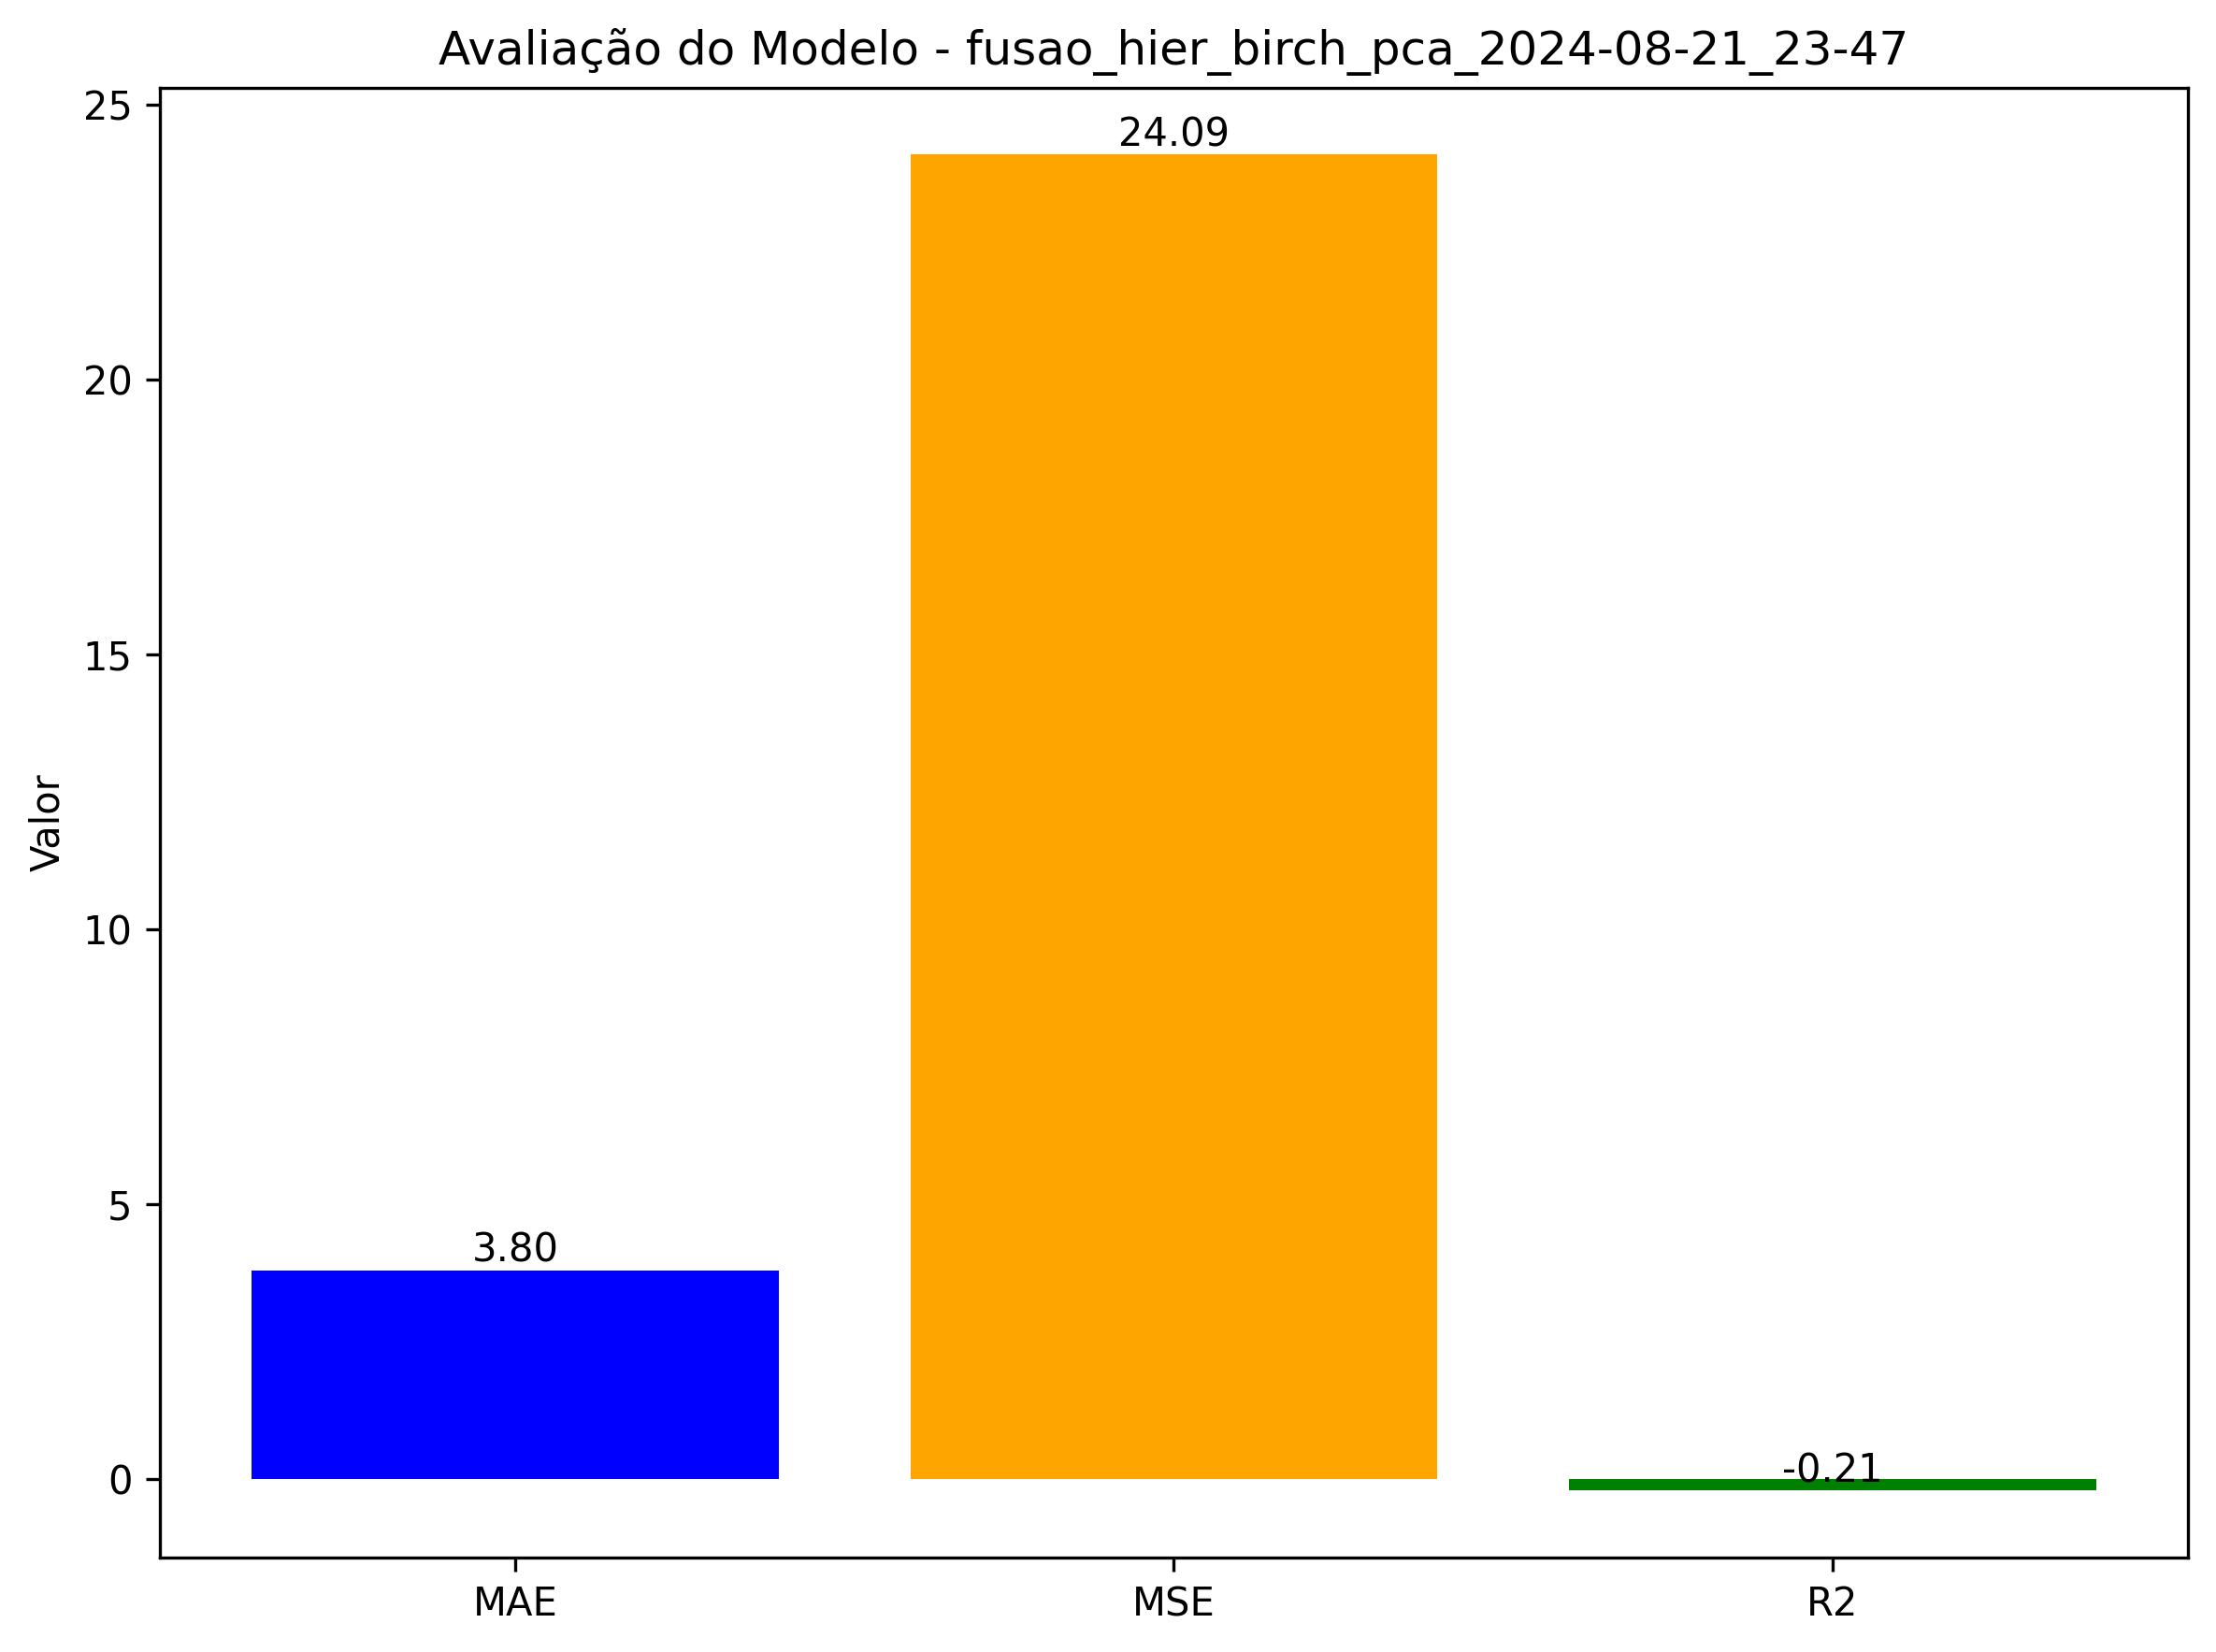 Avaliação do Modelo - fusao_hier_birch_pca_2024-08-21_23-47
25
24.09
20
15
Valor
10
5
3.80
0
-0.21
MAE
MSE
R2